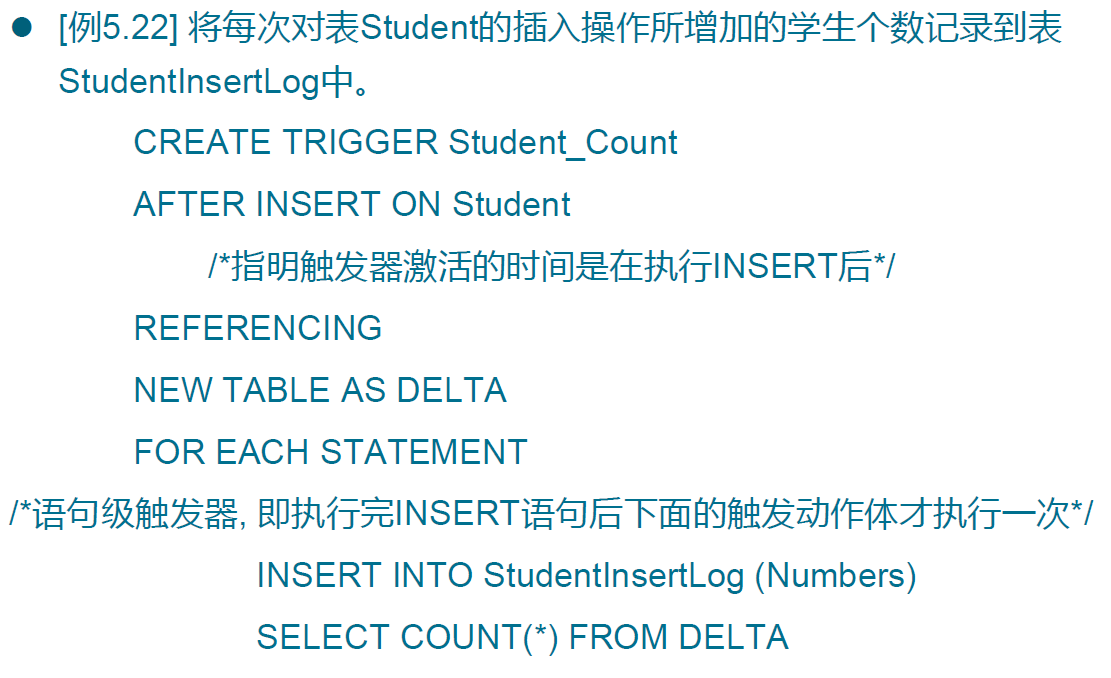 ● [例5.22] 将每次对表Student的插入操作所增加的学生个数记录到表
StudentInsertLog中。
CREATE TRIGGER Student_Count
AFTER INSERT ON Student
/*指明触发器激活的时间是在执行INSERT后*/
REFERENCING
NEW TABLE AS DELTA
FOR EACH STATEMENT
/*语句级触发器, 即执行完INSERT语句后下面的触发动作体才执行一次*/
INSERT INTO StudentInsertLog (Numbers)
SELECT COUNT(*) FROM DELTA